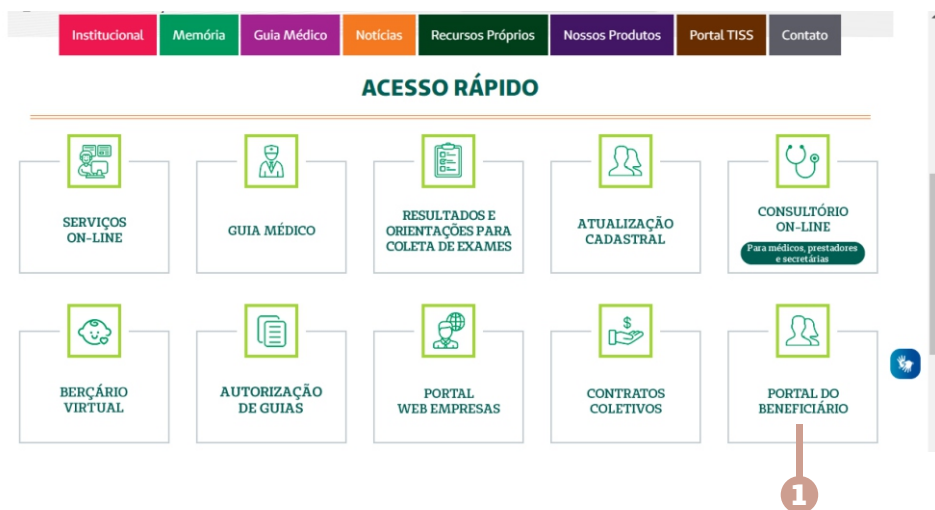 Institucional
Memória
Guia Médico
Notícias
Recursos Próprios
Nossos Produtos
Portal TISS
Contato
ACESSO RÁPIDO
SERVIÇOS
ON-LINE
GUIA MÉDICO
RESULTADOS E
ORIENTAÇÕES PARA
COLETA DE EXAMES
ATUALIZAÇÃO
CADASTRAL
CONSULTÓRIO
ON-LINE
Para médicos, prestadores
e secretárias
BERÇÁRIO
VIRTUAL
AUTORIZAÇÃO
DE GUIAS
PORTAL
WEB EMPRESAS
$
CONTRATOS
COLETIVOS
PORTAL DO
BENEFICIÁRIO
1